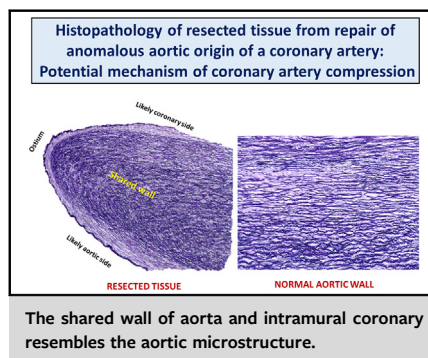 Histopathology of resected tissue from repair of
anomalous aortic origin of a coronary artery:
Potential mechanism of coronary artery compression
Likely coronary side
Ostium
Shared wall
Likely aortic side
RESECTED TISSUE
NORMAL AORTIC WALL
The shared wall of aorta and intramural coronary
resembles the aortic microstructure.